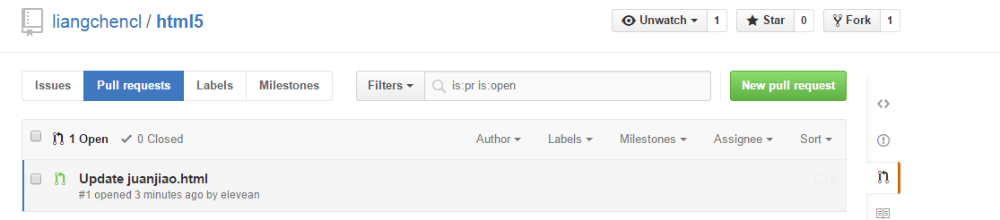 liangchencl / html5
Unwatch 1 Star 0 Fork 1
Issues Pull requests Labels Milestones Filters is:pr is:open New pull request
1 Open 0 Closed Author Labels Milestones Assignee Sort
Update juanjiao.html
#1 opened 3 minutes ago by elevean